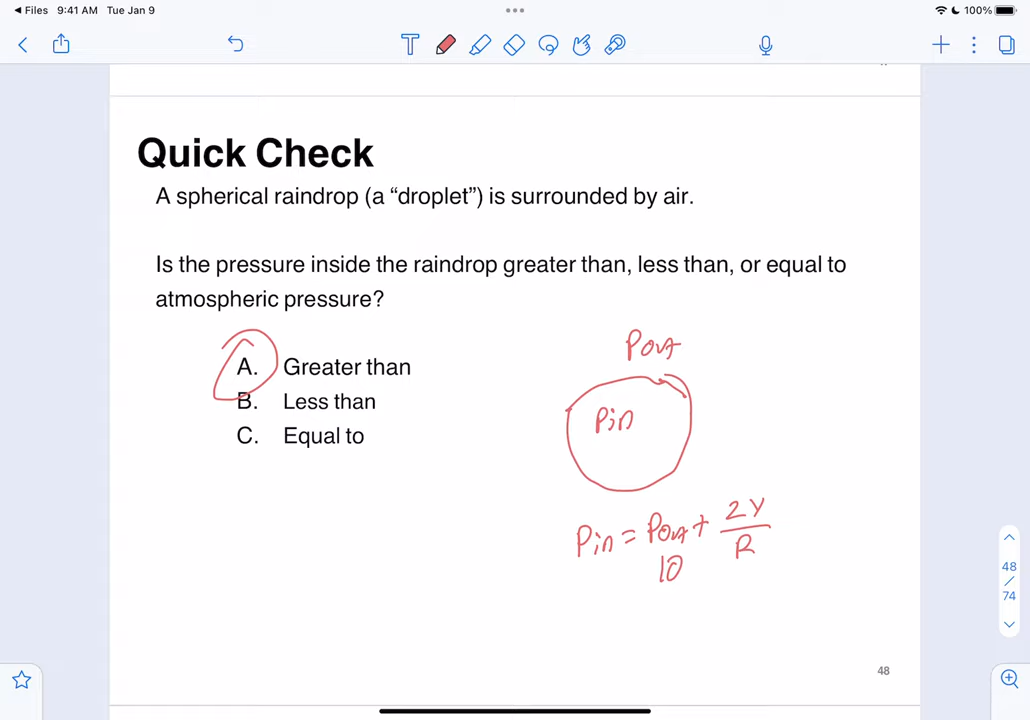 ◀ Files 9:41 AM Tue Jan 9
100%
Quick Check
A spherical raindrop (a “droplet”) is surrounded by air.
Is the pressure inside the raindrop greater than, less than, or equal to
atmospheric pressure?
A. Greater than
B. Less than
C. Equal to
Pout
Pin
Pin = Pout + 2γ/R
10
48
/
74
48